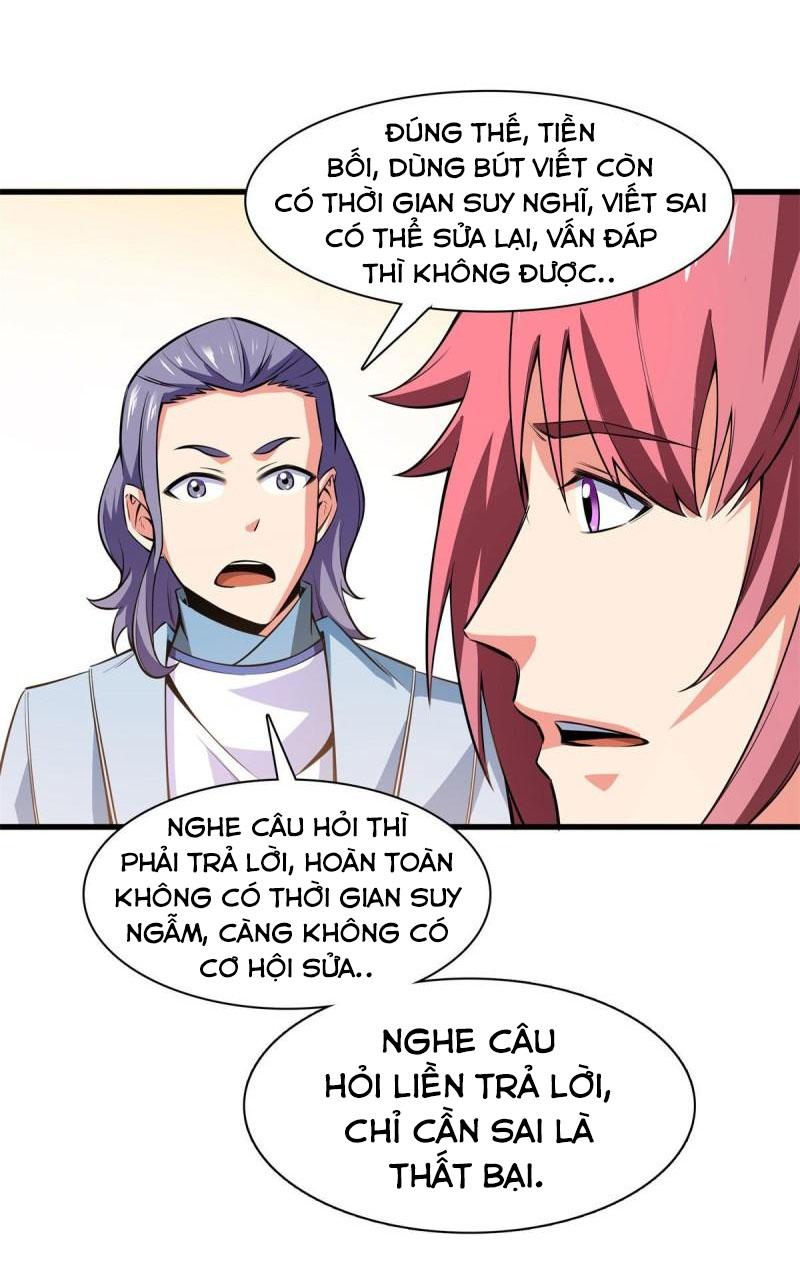 ĐÚNG THẾ, TIỀN
BỐI, DÙNG BÚT VIẾT CÒN
CÓ THỜI GIAN SUY NGHĨ, VIẾT SAI
CÓ THỂ SỬA LẠI, VẤN ĐÁP
THÌ KHÔNG ĐƯỢC..
NGHE CÂU HỎI THÌ
PHẢI TRẢ LỜI, HOÀN TOÀN
KHÔNG CÓ THỜI GIAN SUY
NGẪM, CÀNG KHÔNG CÓ
CƠ HỘI SỬA..
NGHE CÂU
HỎI LIỀN TRẢ LỜI,
CHỈ CẦN SAI LÀ
THẤT BẠI.